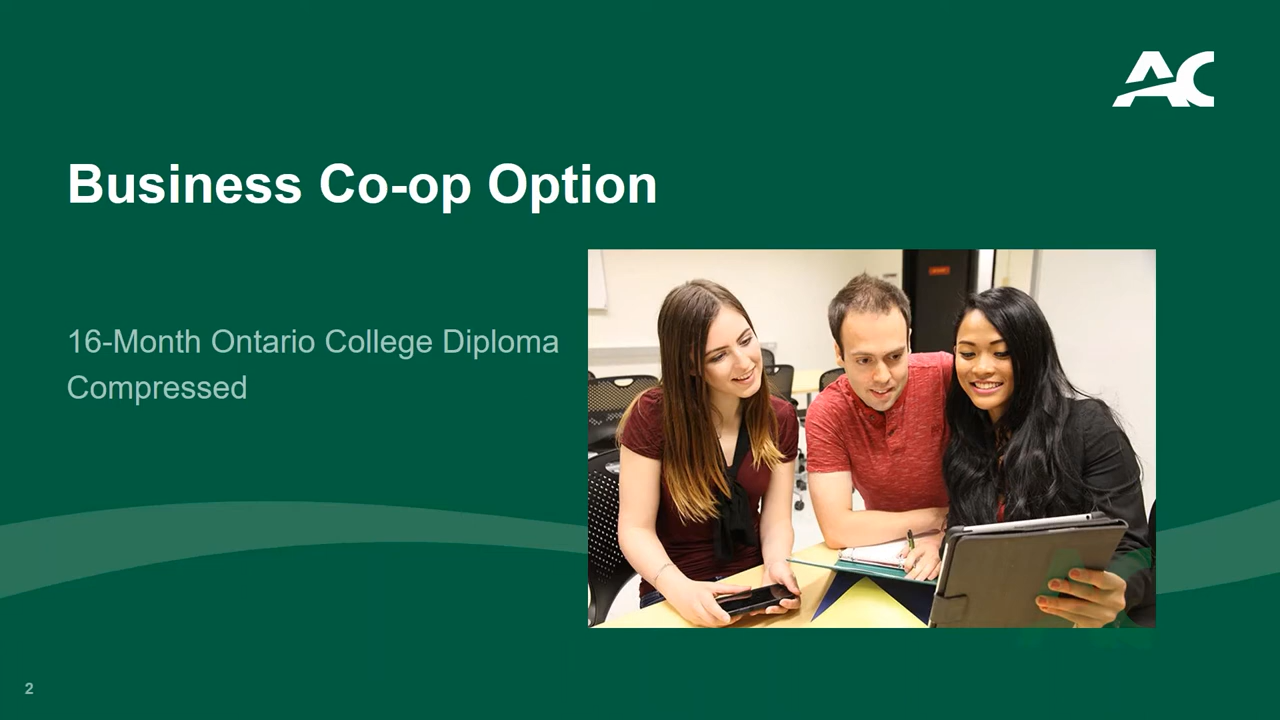 AC
Business Co-op Option
16-Month Ontario College Diploma
Compressed
2